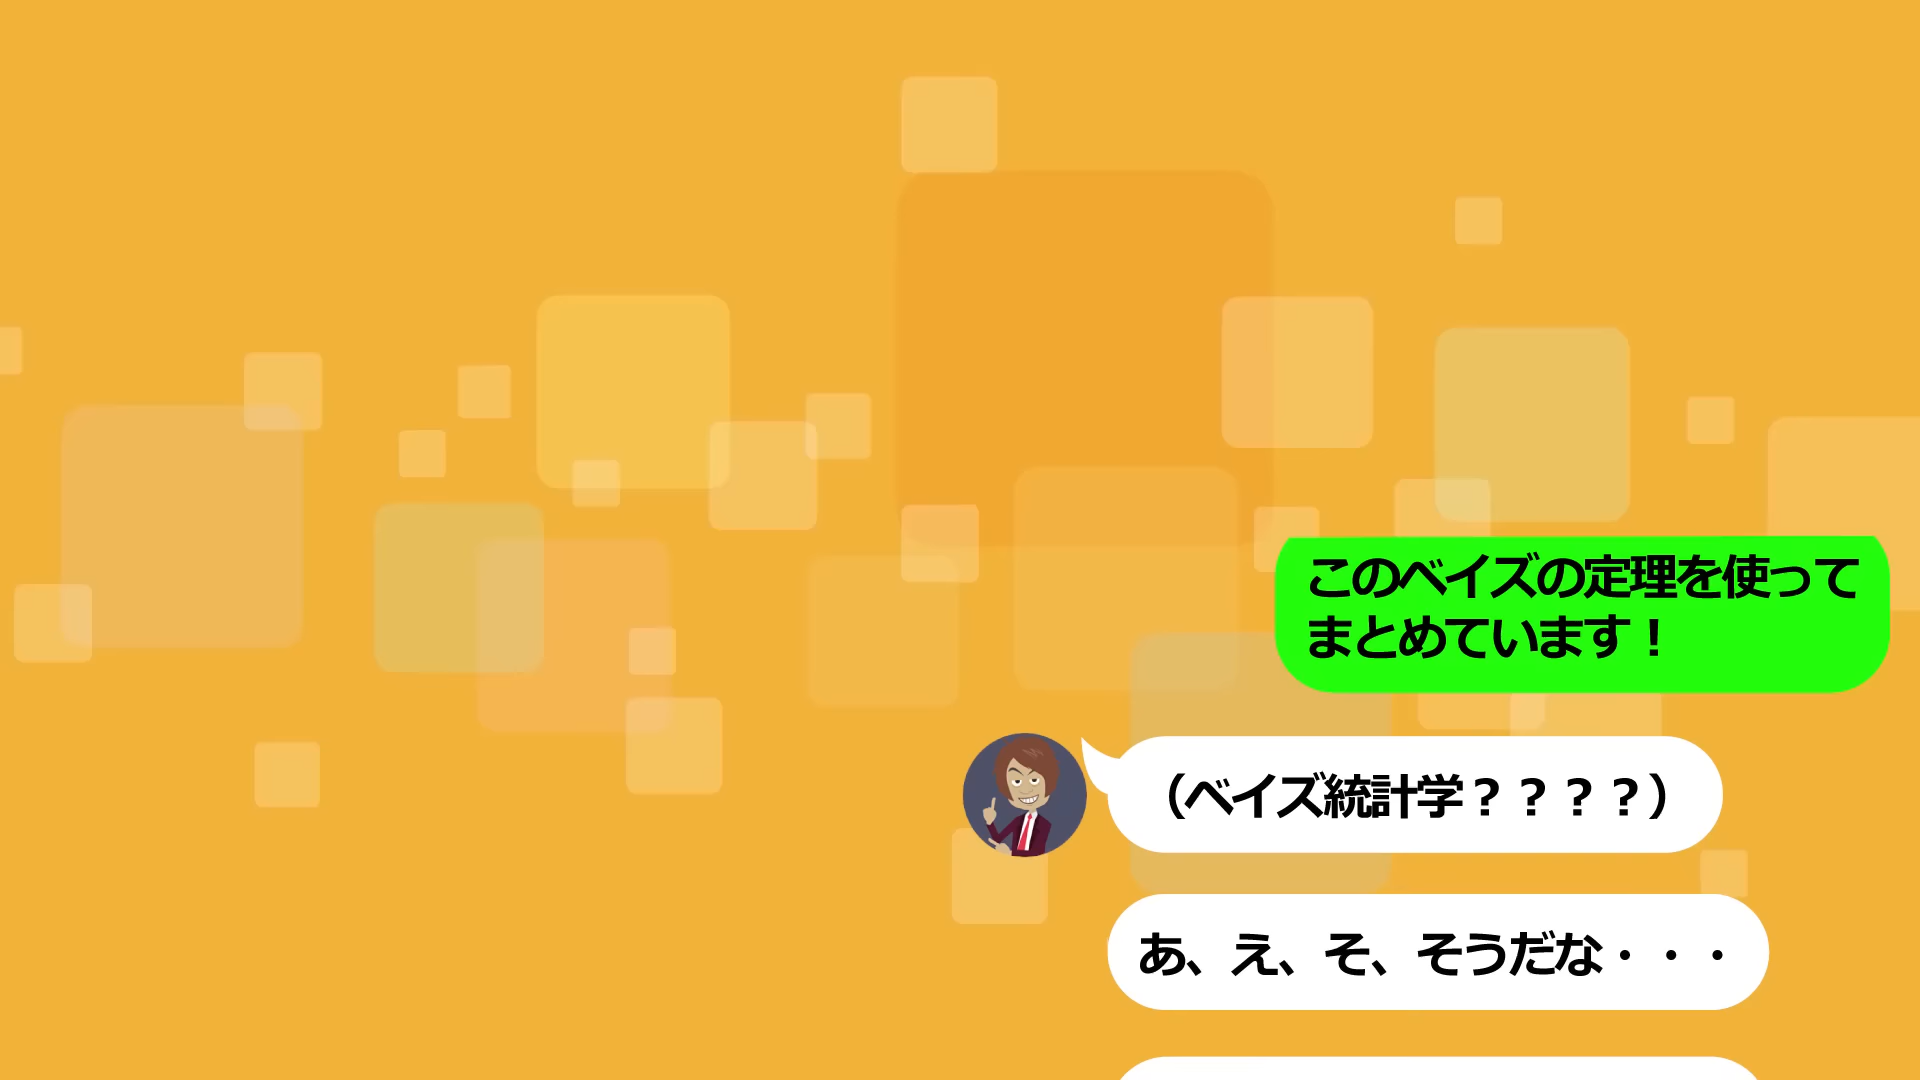 このベイズの定理を使って
まとめています！
（ベイズ統計学？？？？）
あ、え、そ、そうだな・・・